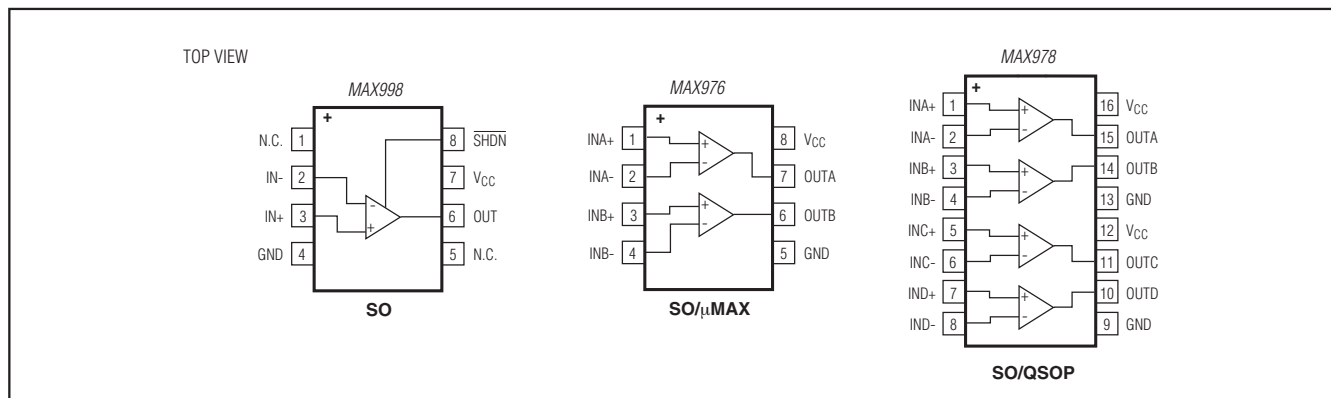 TOP VIEW
MAX998
+
N.C. 1
8 SHDN
IN- 2
7 VCC
-
IN+ 3
+
6 OUT
GND 4
5 N.C.
SO
MAX976
+
INA+ 1
+
8 VCC
INA- 2
-
7 OUTA
INB+ 3
+
6 OUTB
INB- 4
-
5 GND
SO/μMAX
MAX978
+
INA+ 1
+
16 VCC
INA- 2
-
15 OUTA
INB+ 3
+
14 OUTB
INB- 4
-
13 GND
INC+ 5
+
12 VCC
INC- 6
-
11 OUTC
IND+ 7
+
10 OUTD
IND- 8
-
9 GND
SO/QSOP